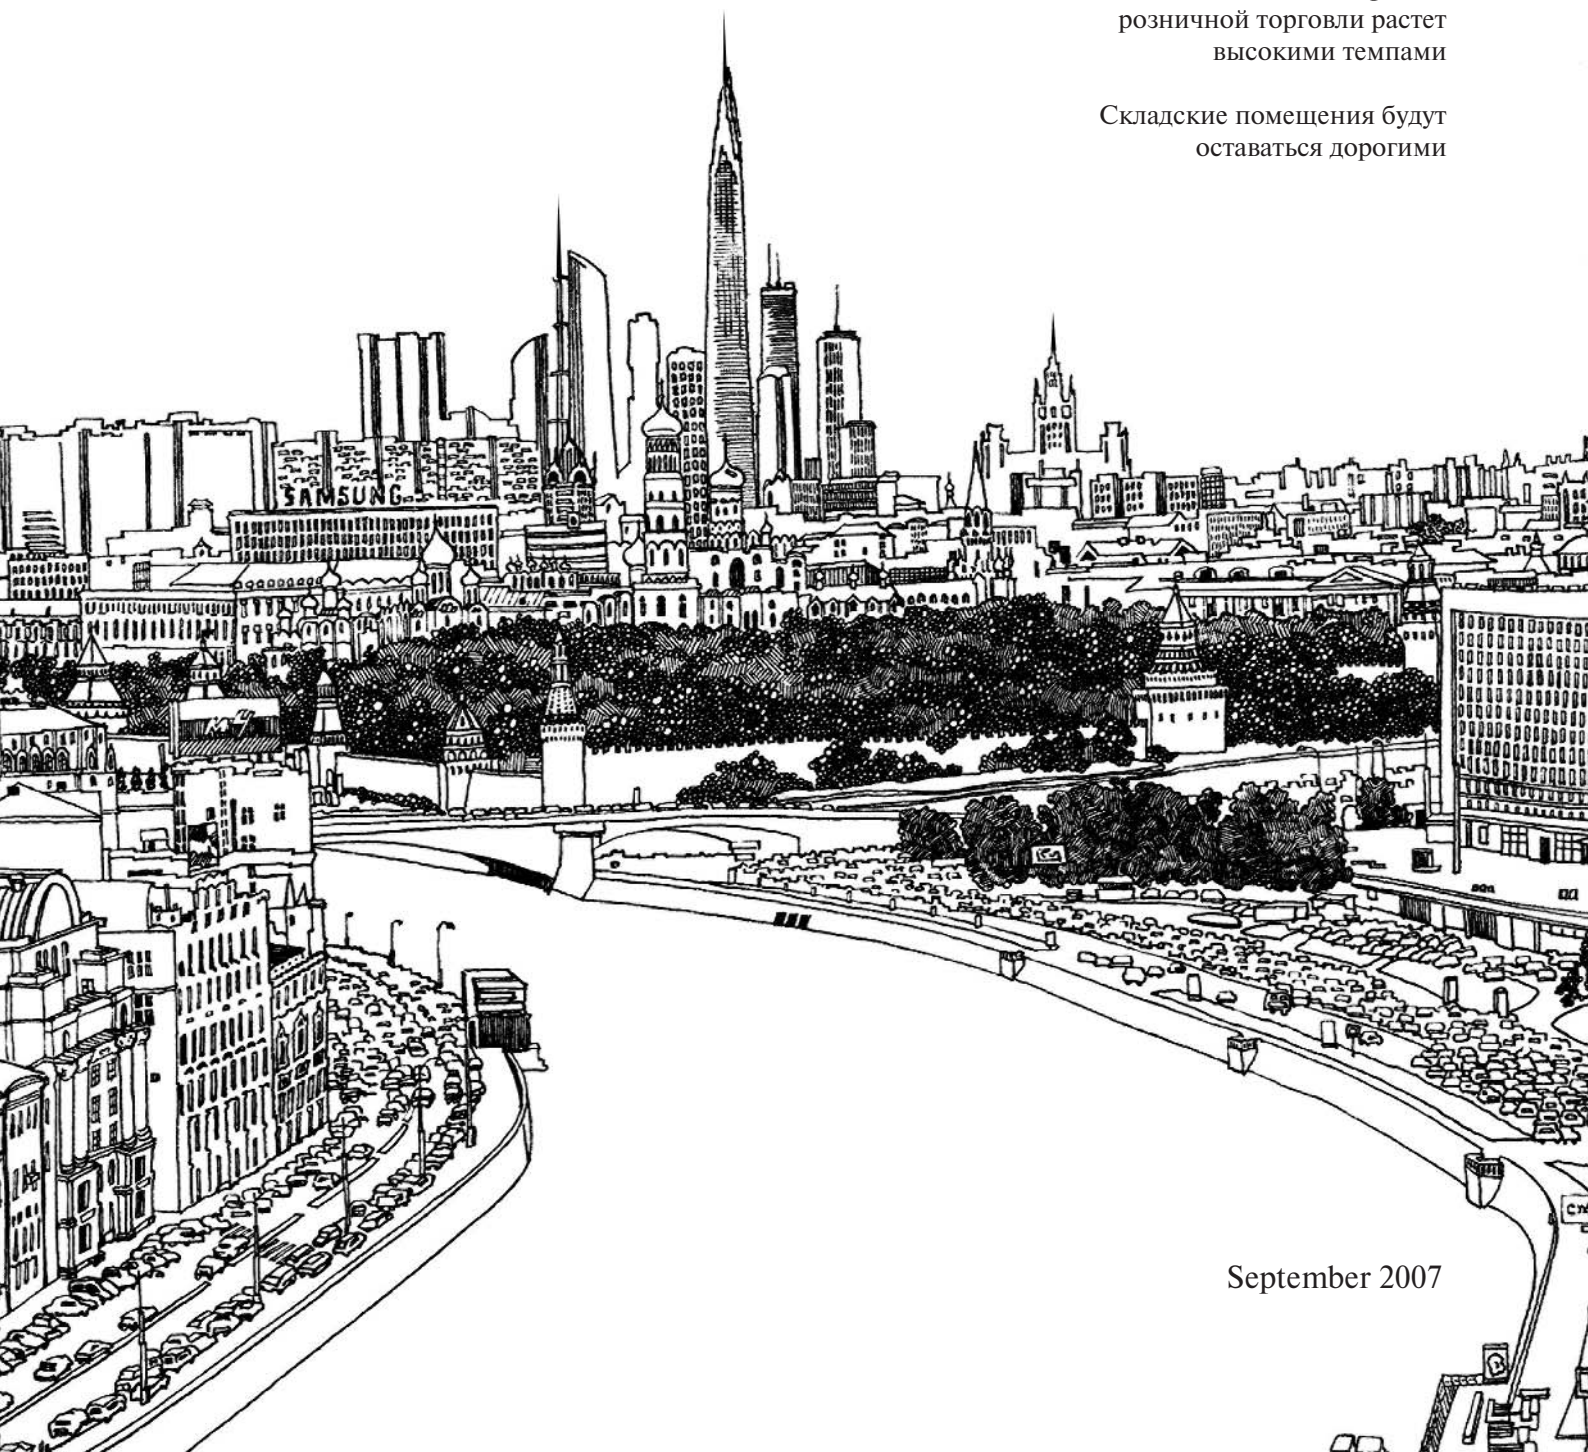 розничной торговли растет
высокими темпами
Складские помещения будут
оставаться дорогими
SAMSUNG
September 2007